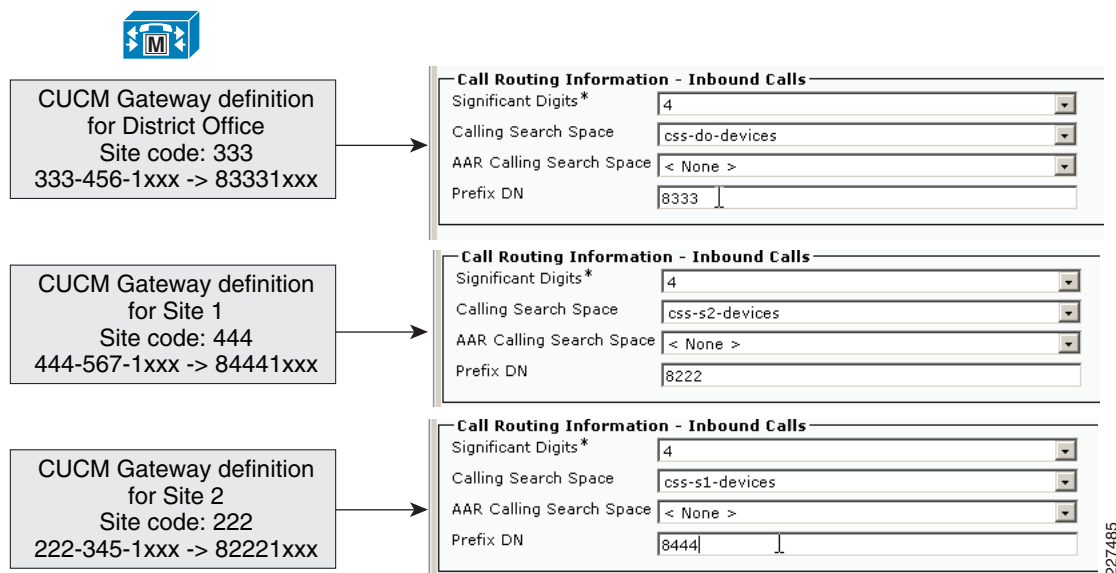 M
CUCM Gateway definition
for District Office
Site code: 333
333-456-1xxx -> 83331xxx
Call Routing Information - Inbound Calls
Significant Digits* 4
Calling Search Space css-do-devices
AAR Calling Search Space < None >
Prefix DN 8333
CUCM Gateway definition
for Site 1
Site code: 444
444-567-1xxx -> 84441xxx
Call Routing Information - Inbound Calls
Significant Digits* 4
Calling Search Space css-s2-devices
AAR Calling Search Space < None >
Prefix DN 8222
CUCM Gateway definition
for Site 2
Site code: 222
222-345-1xxx -> 82221xxx
Call Routing Information - Inbound Calls
Significant Digits* 4
Calling Search Space css-s1-devices
AAR Calling Search Space < None >
Prefix DN 8444
227485